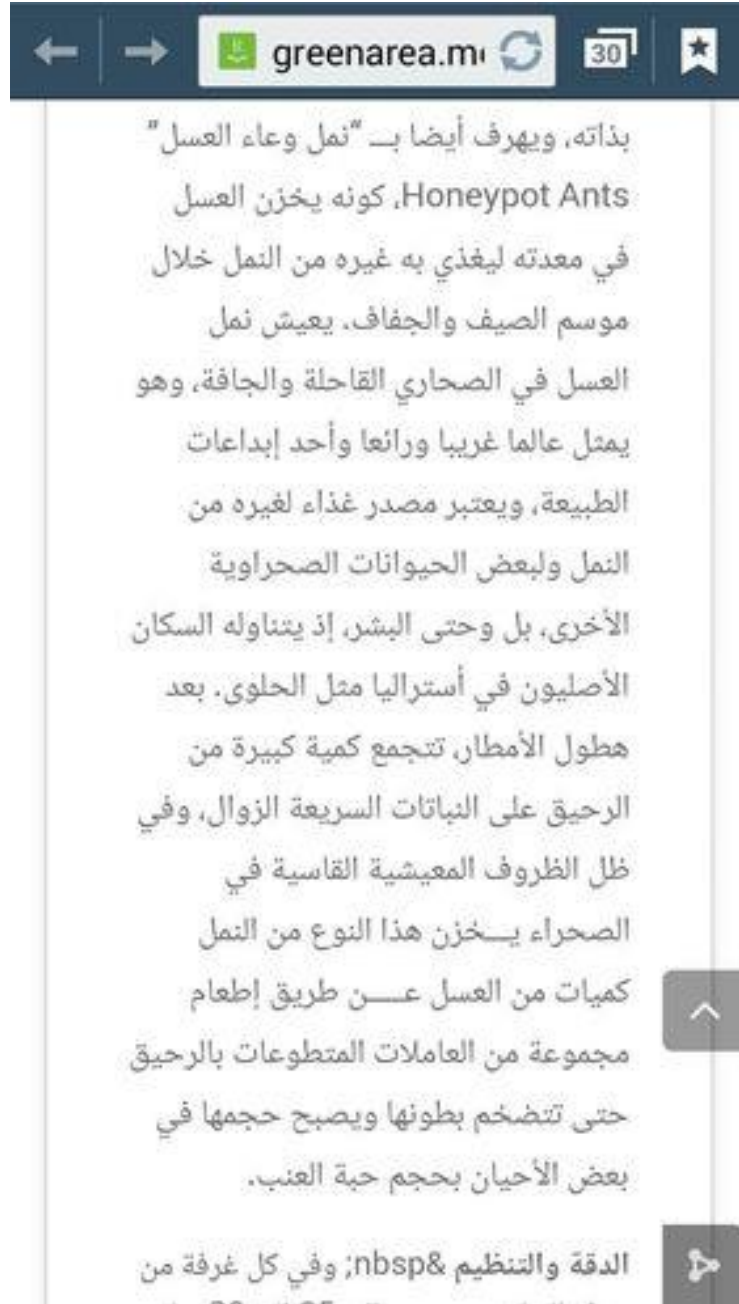 greenarea.m
30
بذاته، ويهرف أيضا بـــ “نمل وعاء العسل”
Honeypot Ants، كونه يخزن العسل
في معدته ليغذي به غيره من النمل خلال
موسم الصيف والجفاف. يعيش نمل
العسل في الصحاري القاحلة والجافة، وهو
يمثل عالما غريبا ورائعا وأحد إبداعات
الطبيعة، ويعتبر مصدر غذاء لغيره من
النمل ولبعض الحيوانات الصحراوية
الأخرى، بل وحتى البشر، إذ يتناوله السكان
الأصليون في أستراليا مثل الحلوى. بعد
هطول الأمطار، تتجمع كمية كبيرة من
الرحيق على النباتات السريعة الزوال، وفي
ظل الظروف المعيشية القاسية في
الصحراء يـــخزن هذا النوع من النمل
كميات من العسل عـــــن طريق إطعام
مجموعة من العاملات المتطوعات بالرحيق
حتى تتضخم بطونها ويصبح حجمها في
بعض الأحيان بحجم حبة العنب.
الدقة والتنظيم &nbsp; وفي كل غرفة من